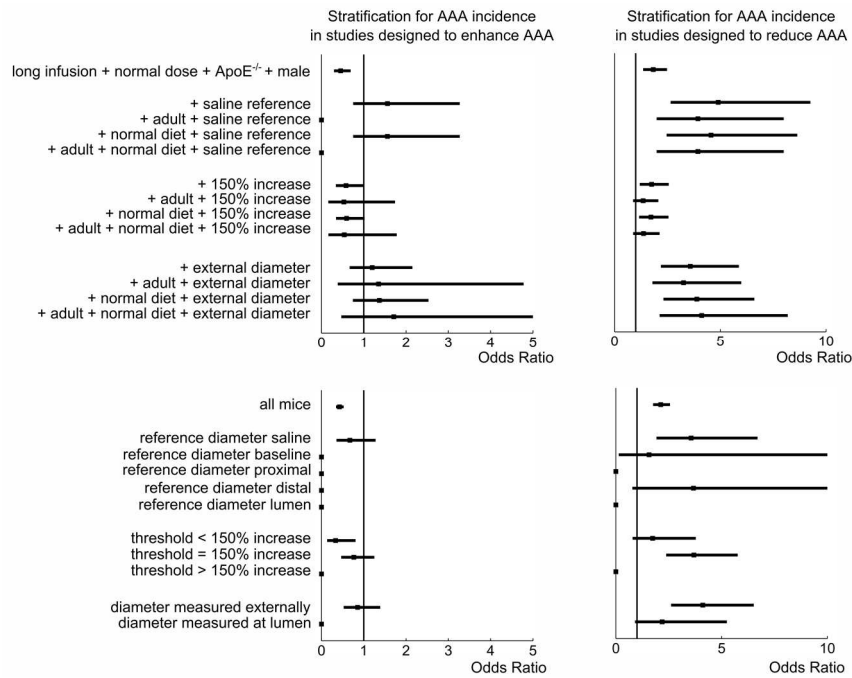 Stratification for AAA incidence
in studies designed to enhance AAA
Stratification for AAA incidence
in studies designed to reduce AAA
long infusion + normal dose + ApoE-/- + male
+ saline reference
+ adult + saline reference
+ normal diet + saline reference
+ adult + normal diet + saline reference
+ 150% increase
+ adult + 150% increase
+ normal diet + 150% increase
+ adult + normal diet + 150% increase
+ external diameter
+ adult + external diameter
+ normal diet + external diameter
+ adult + normal diet + external diameter
0 1 2 3 4 5
Odds Ratio
0 5 10
Odds Ratio
all mice
reference diameter saline
reference diameter baseline
reference diameter proximal
reference diameter distal
reference diameter lumen
threshold < 150% increase
threshold = 150% increase
threshold > 150% increase
diameter measured externally
diameter measured at lumen
0 1 2 3 4 5
Odds Ratio
0 5 10
Odds Ratio